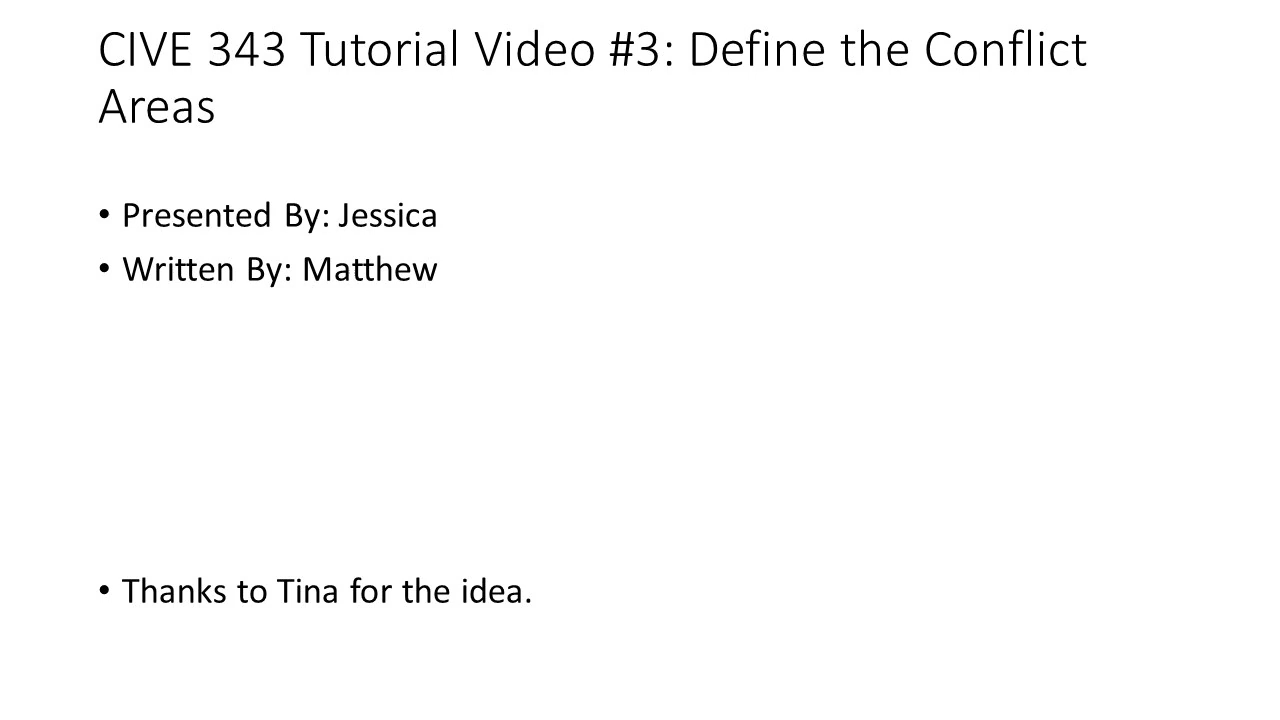 CIVE 343 Tutorial Video #3: Define the Conflict
Areas
• Presented By: Jessica
• Written By: Matthew
• Thanks to Tina for the idea.